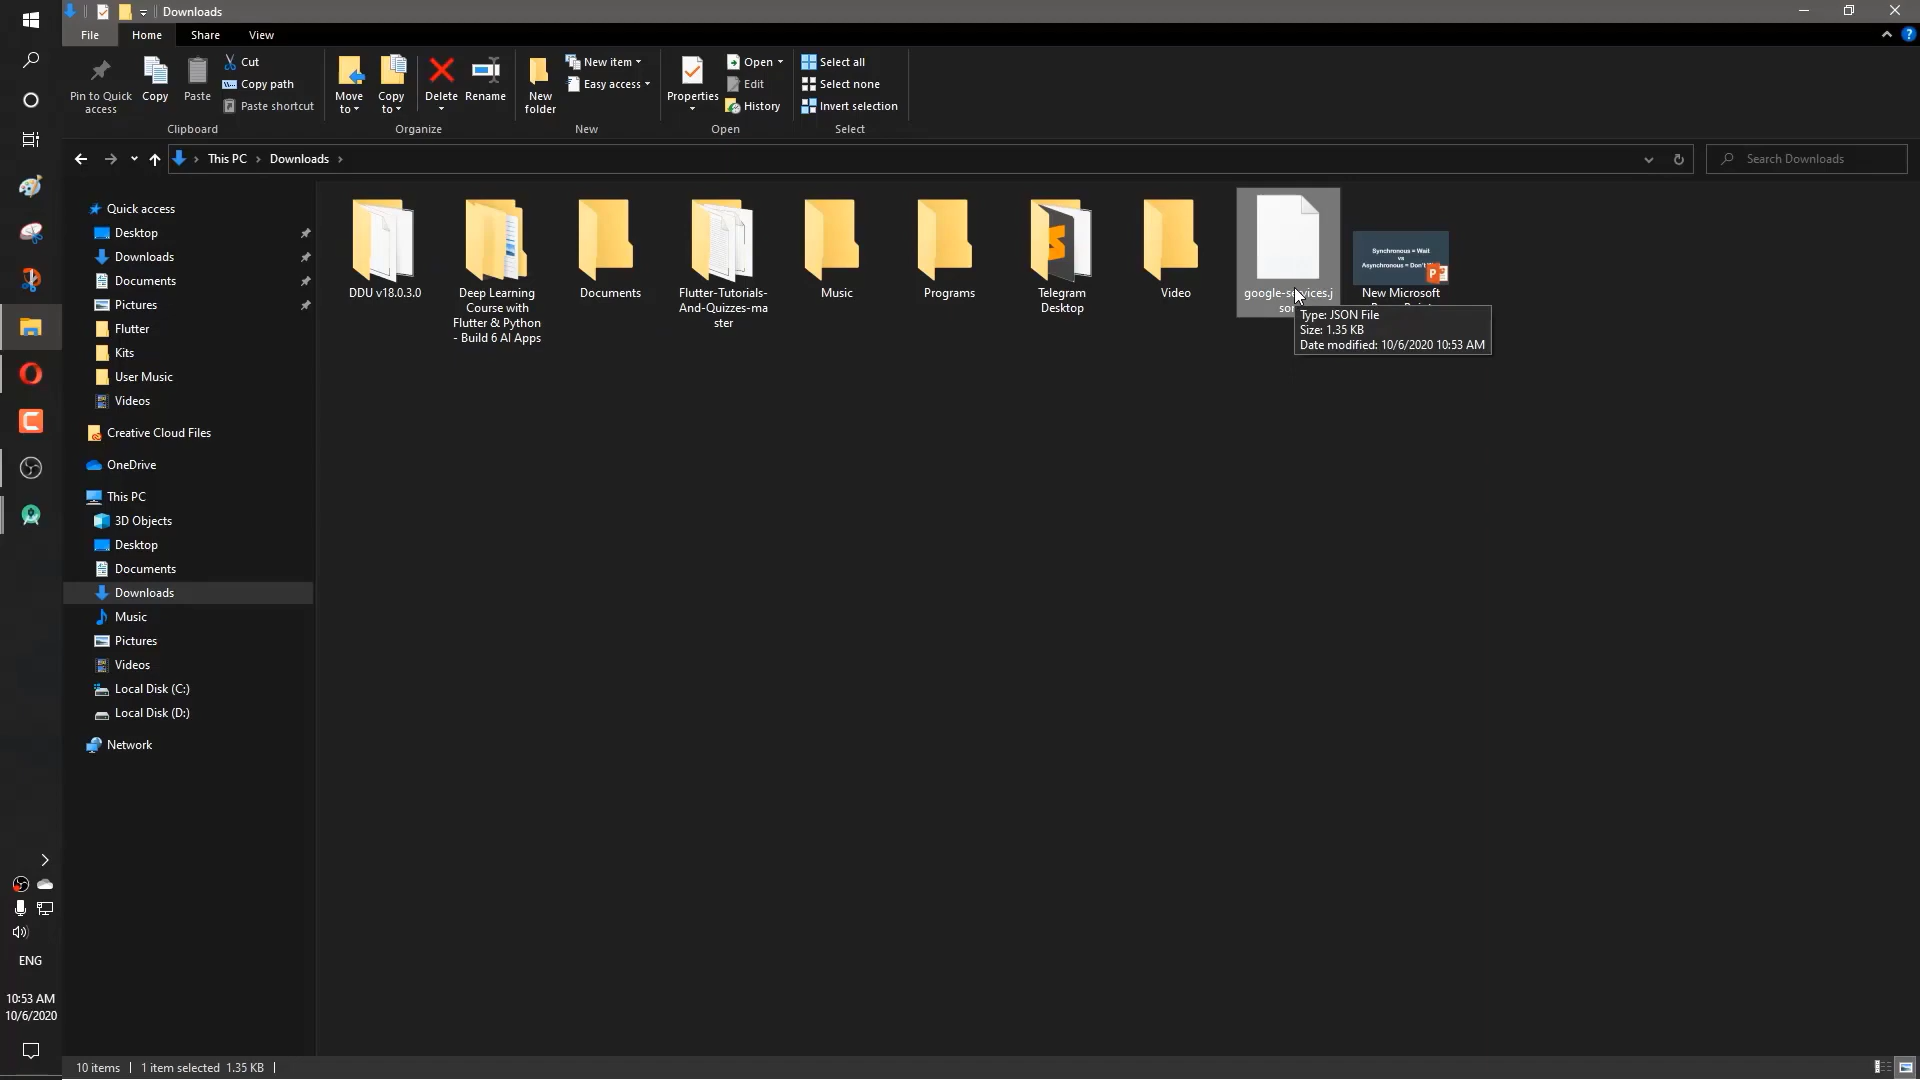 Downloads
File
Home
Share
View
Pin to Quick
access
Copy
Paste
Cut
Copy path
Paste shortcut
Clipboard
Move
to
Copy
to
Delete
Rename
Organize
New
folder
New item
Easy access
New
Properties
Open
Edit
History
Open
Select all
Select none
Invert selection
Select
This PC
Downloads
Search Downloads
Quick access
Desktop
Downloads
Documents
Pictures
Flutter
Kits
User Music
Videos
Creative Cloud Files
OneDrive
This PC
3D Objects
Desktop
Documents
Downloads
Music
Pictures
Videos
Local Disk (C:)
Local Disk (D:)
Network
DDU v18.0.3.0
Deep Learning
Course with
Flutter & Python
- Build 6 AI Apps
Documents
Flutter-Tutorials-
And-Quizzes-ma
ster
Music
Programs
Telegram
Desktop
Video
Synchronous = Wait
vs
Asynchronous =
New Microsoft
Type: JSON File
Size: 1.35 KB
Date modified: 10/6/2020 10:53 AM
ENG
10:53 AM
10/6/2020
10 items
1 item selected 1.35 KB